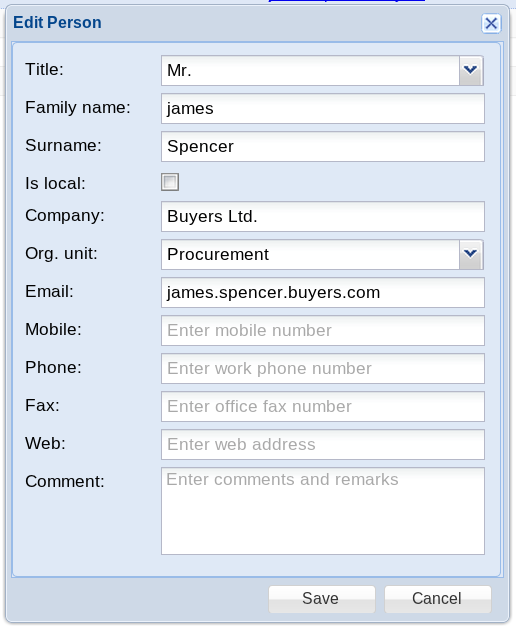 Edit Person
Title: Mr.
Family name: james
Surname: Spencer
Is local:
Company: Buyers Ltd.
Org. unit: Procurement
Email: james.spencer.buyers.com
Mobile: Enter mobile number
Phone: Enter work phone number
Fax: Enter office fax number
Web: Enter web address
Comment: Enter comments and remarks
Save Cancel